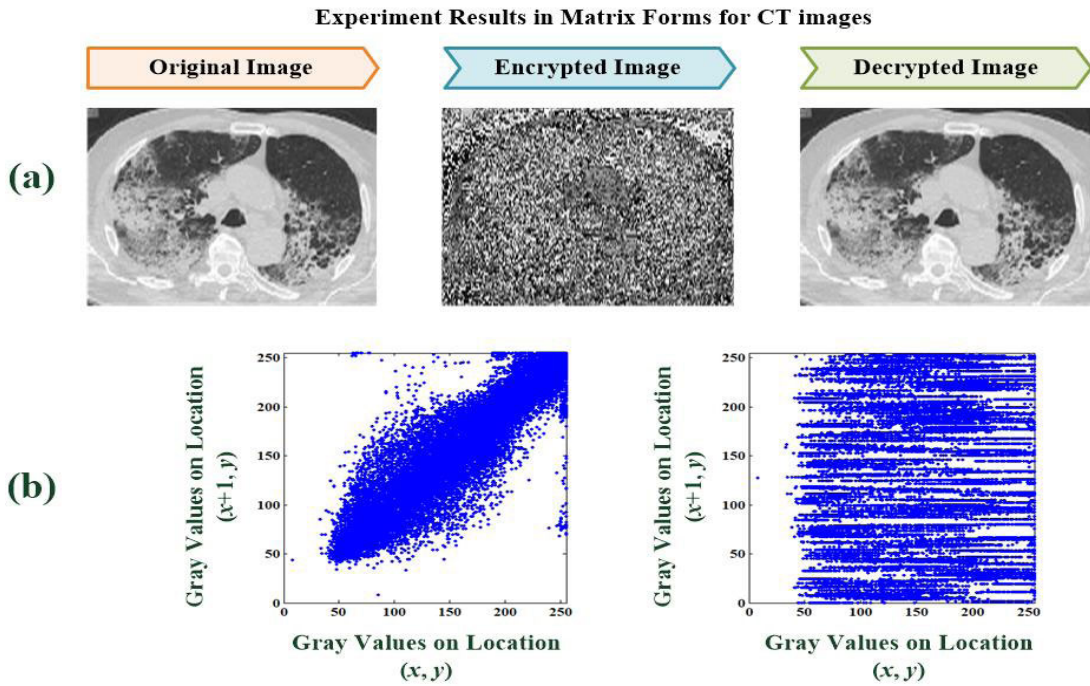 Experiment Results in Matrix Forms for CT images
Original Image
Encrypted Image
Decrypted Image
(a)
(b)
Gray Values on Location
(x+1, y)
250
200
150
100
50
0
0 50 100 150 200 250
Gray Values on Location
(x, y)
Gray Values on Location
(x+1, y)
250
200
150
100
50
0
0 50 100 150 200 250
Gray Values on Location
(x, y)